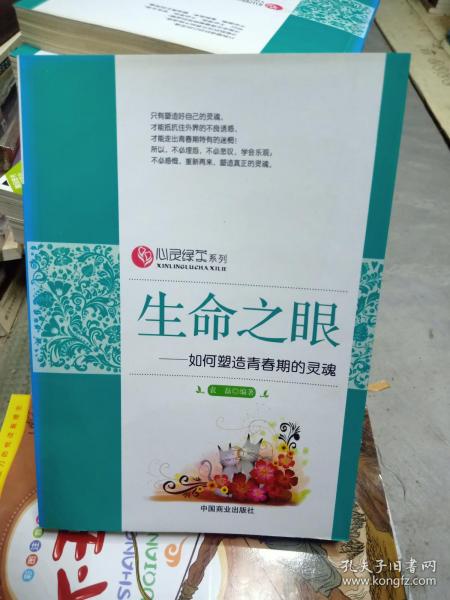 只有塑造好自己的灵魂，
才能抵抗住外界的不良诱惑，
才能走出青春期特有的迷惘！
所以，不必埋怨，不必悲叹，学会乐观；
不必感慨，重新再来，塑造真正的灵魂。
心灵绿茶系列
XINLINGLUCHA XILIE
生命之眼
——如何塑造青春期的灵魂
袁磊◎编著
中国商业出版社
QIAN
孔夫子旧书网
www.kongfz.com